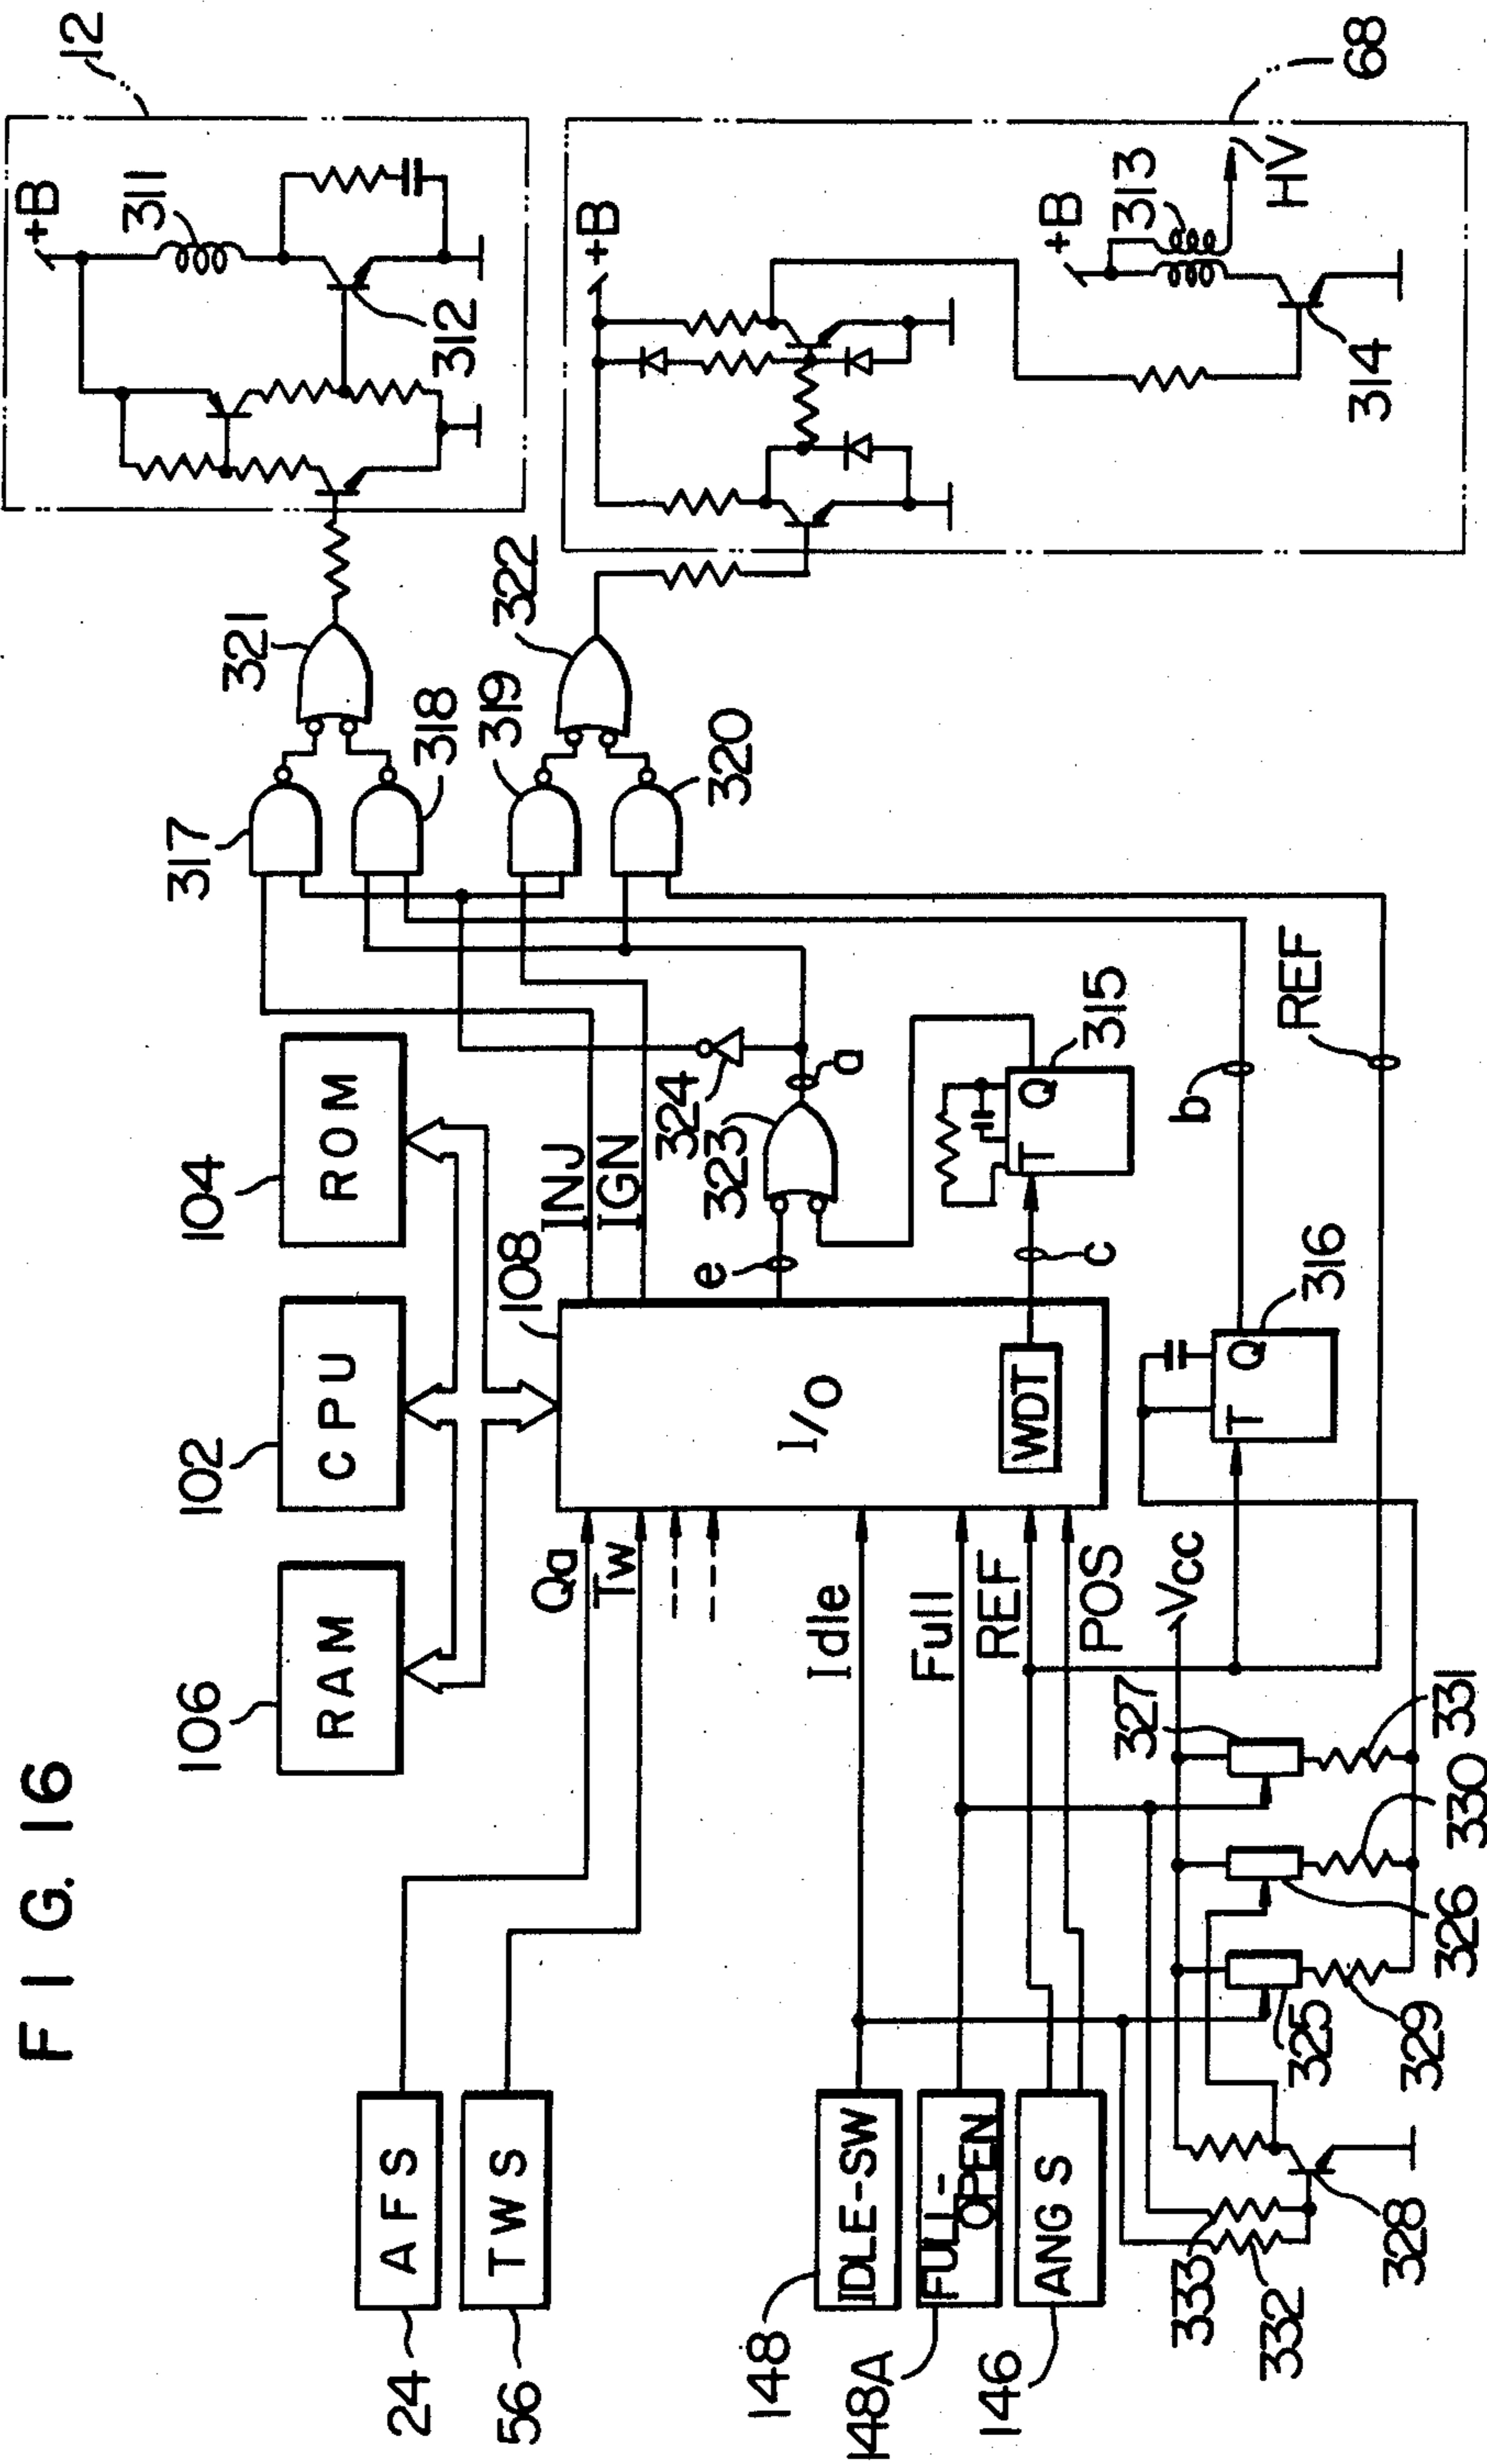 FIG. 16
106
RAM
102
CPU
104
ROM
24
AFS
56
TWS
148
IDLE-SW
148A
FULL-
OPEN
146
ANG S
Qa
Tw
Idle
Full
REF
POS
Vcc
108
I/O
WDT
INJ
IGN
e
c
a
b
REF
323
324
T
Q
315
T
Q
316
317
318
319
320
321
322
12
+B
311
312
68
+B
+B
313
HV
314
333
332
328
325
329
326
330
327
331